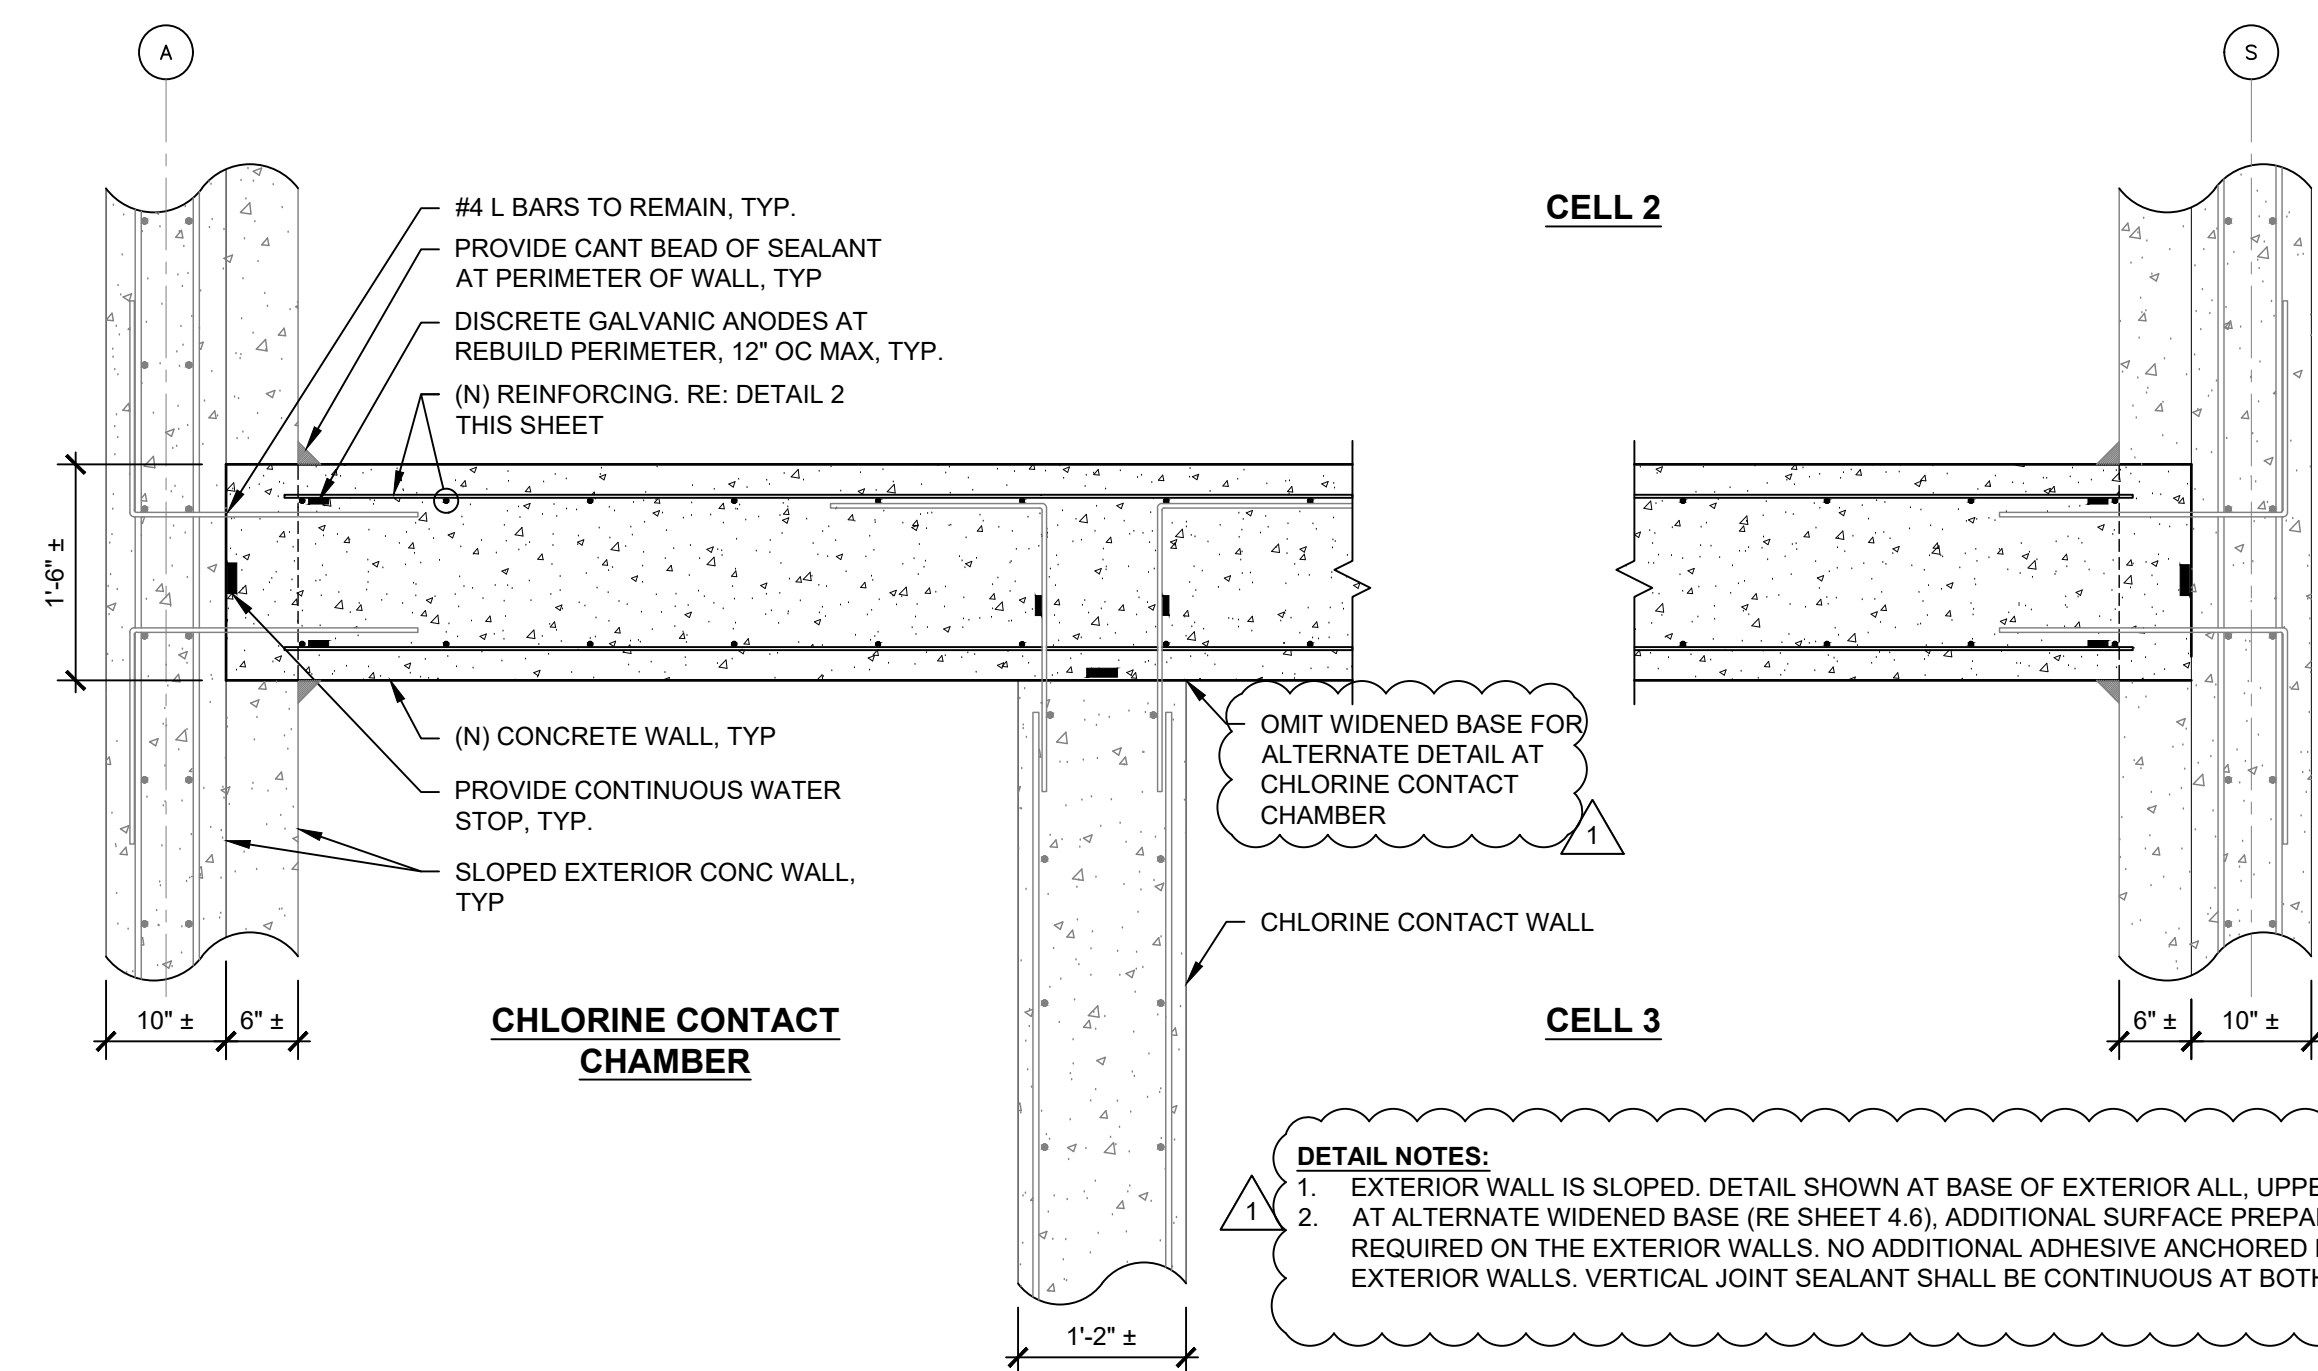 A
S
#4 L BARS TO REMAIN, TYP.
PROVIDE CANT BEAD OF SEALANT
AT PERIMETER OF WALL, TYP
DISCRETE GALVANIC ANODES AT
REBUILD PERIMETER, 12" OC MAX, TYP.
(N) REINFORCING. RE: DETAIL 2
THIS SHEET
CELL 2
1'-6" ±
(N) CONCRETE WALL, TYP
PROVIDE CONTINUOUS WATER
STOP, TYP.
SLOPED EXTERIOR CONC WALL,
TYP
OMIT WIDENED BASE FOR
ALTERNATE DETAIL AT
CHLORINE CONTACT
CHAMBER
1
CHLORINE CONTACT WALL
10" ±
6" ±
CHLORINE CONTACT
CHAMBER
CELL 3
6" ±
10" ±
1
DETAIL NOTES:
1. EXTERIOR WALL IS SLOPED. DETAIL SHOWN AT BASE OF EXTERIOR ALL,
2. AT ALTERNATE WIDENED BASE (RE SHEET 4.6), ADDITIONAL SURFACE
REQUIRED ON THE EXTERIOR WALLS. NO ADDITIONAL ADHESIVE ANCHORED
EXTERIOR WALLS. VERTICAL JOINT SEALANT SHALL BE CONTINUOUS AT BOTH
1'-2" ±